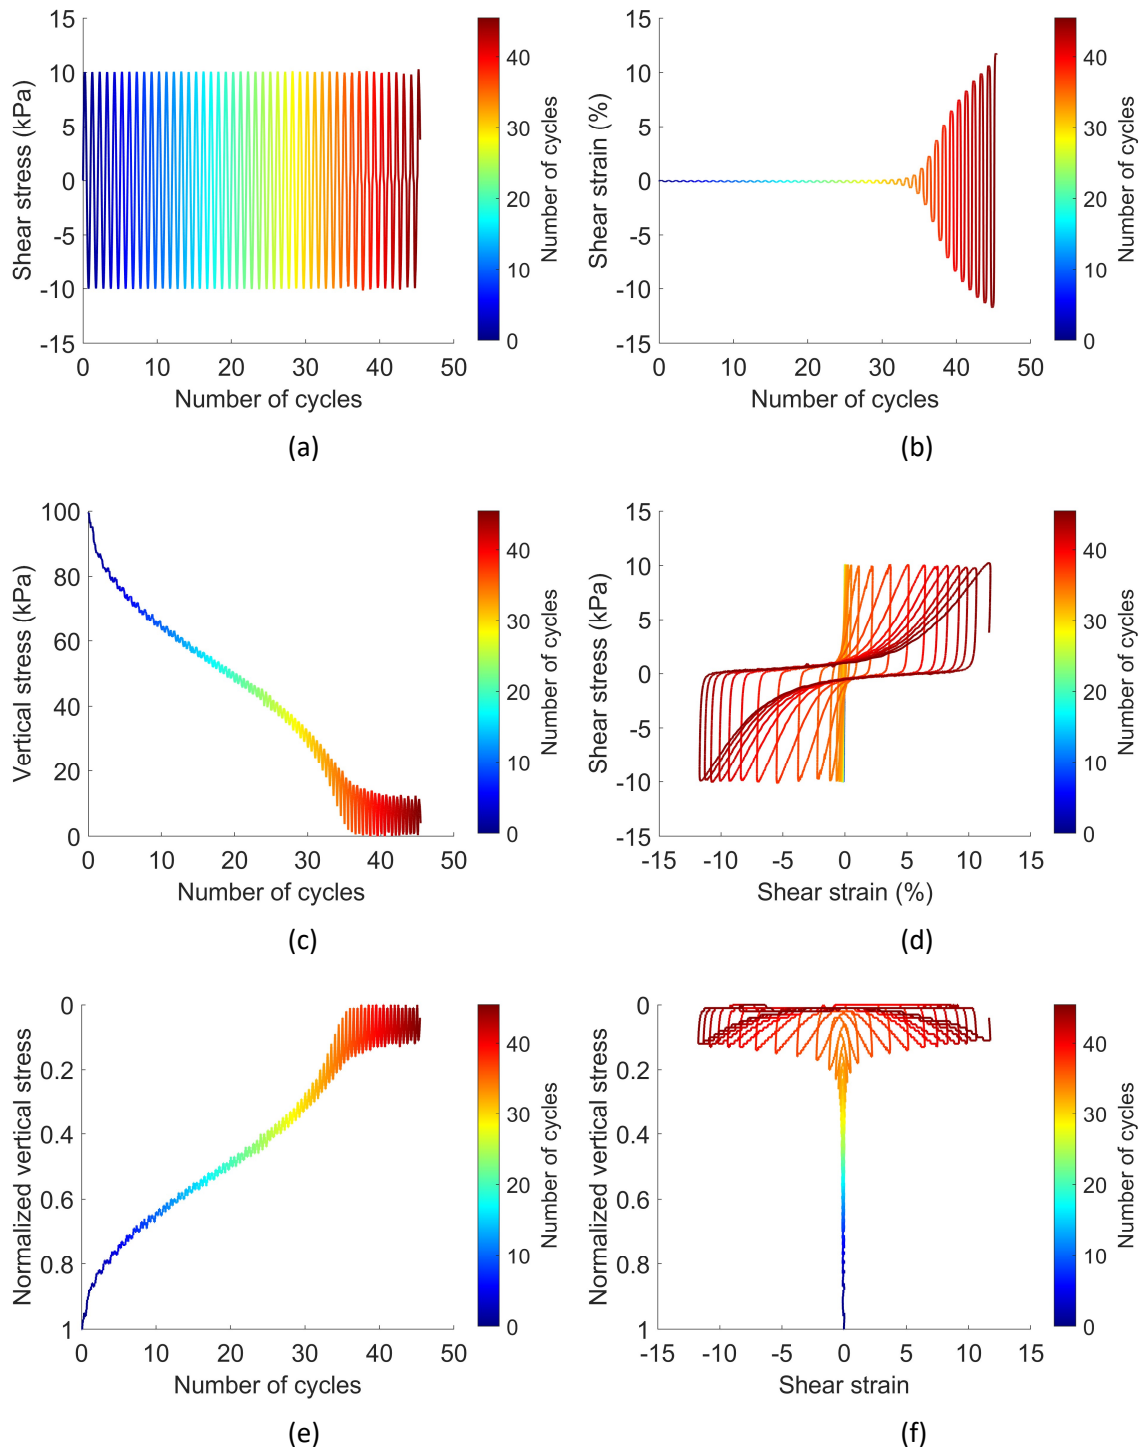 15
10
5
0
-5
-10
-15
Shear stress (kPa)
0 10 20 30 40 50
Number of cycles
40
30
20
10
0
Number of cycles
(a)
15
10
5
0
-5
-10
-15
Shear strain (%)
0 10 20 30 40 50
Number of cycles
40
30
20
10
0
Number of cycles
(b)
100
80
60
40
20
0
Vertical stress (kPa)
0 10 20 30 40 50
Number of cycles
40
30
20
10
0
Number of cycles
(c)
15
10
5
0
-5
-10
-15
Shear stress (kPa)
-15 -10 -5 0 5 10 15
Shear strain (%)
40
30
20
10
0
Number of cycles
(d)
0
0.2
0.4
0.6
0.8
1
Normalized vertical stress
0 10 20 30 40 50
Number of cycles
40
30
20
10
0
Number of cycles
(e)
0
0.2
0.4
0.6
0.8
1
Normalized vertical stress
-15 -10 -5 0 5 10 15
Shear strain
40
30
20
10
0
Number of cycles
(f)